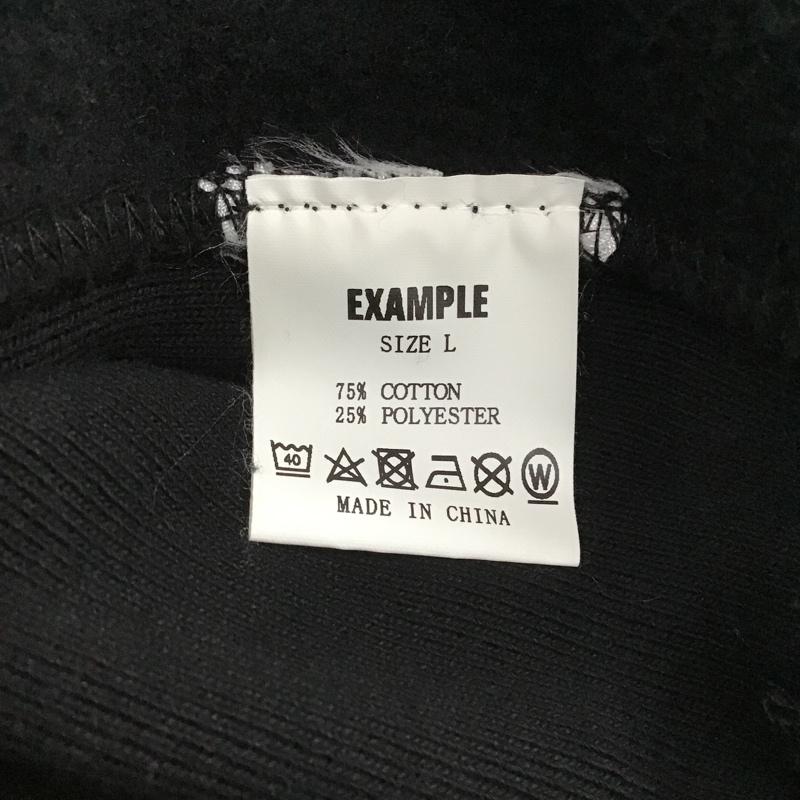 EXAMPLE
SIZE L
75% COTTON
25% POLYESTER
40 W
MADE IN CHINA